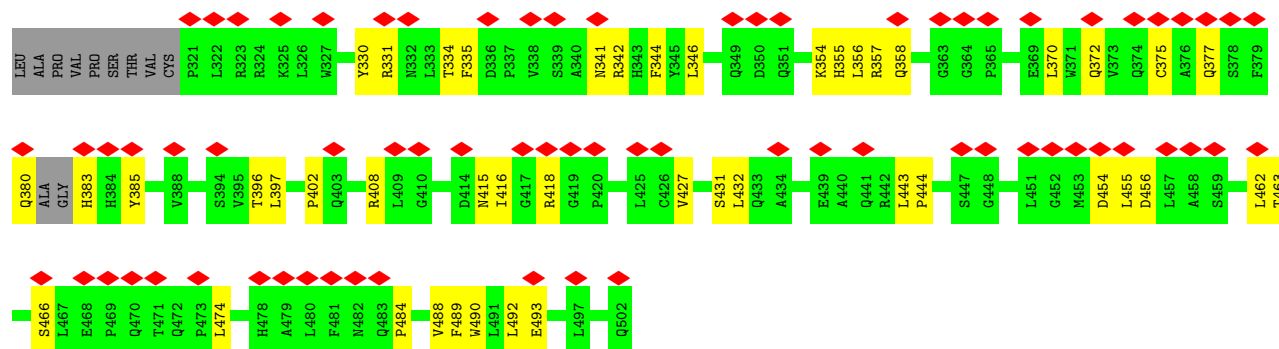 LEU ALA PRO VAL PRO SER THR VAL CYS P321 L322 R323 R324 K325 L326 W327 Y330 R331 N332 L333 T334 F335 D336 P337 V338 S339 A340 N341 R342 H343 F344 Y345 L346 Q349 D350 Q351 K354 H355 L356 R357 Q358 G363 G364 P365 E369 L370 W371 Q372 V373 Q374 C375 A376 Q377 S378 F379
Q380 ALA GLY H383 H384 Y385 V388 S394 V395 T396 L397 P402 Q403 R408 L409 G410 D414 N415 I416 G417 R418 G419 P420 L425 C426 V427 S431 L432 Q433 A434 E439 A440 Q441 R442 L443 P444 S447 G448 L451 G452 M453 D454 L455 D456 L457 A458 S459 L462 T463
S466 L467 E468 P469 Q470 T471 Q472 P473 L474 H478 A479 L480 F481 N482 Q483 P484 V488 F489 W490 L491 L492 E493 L497 Q502